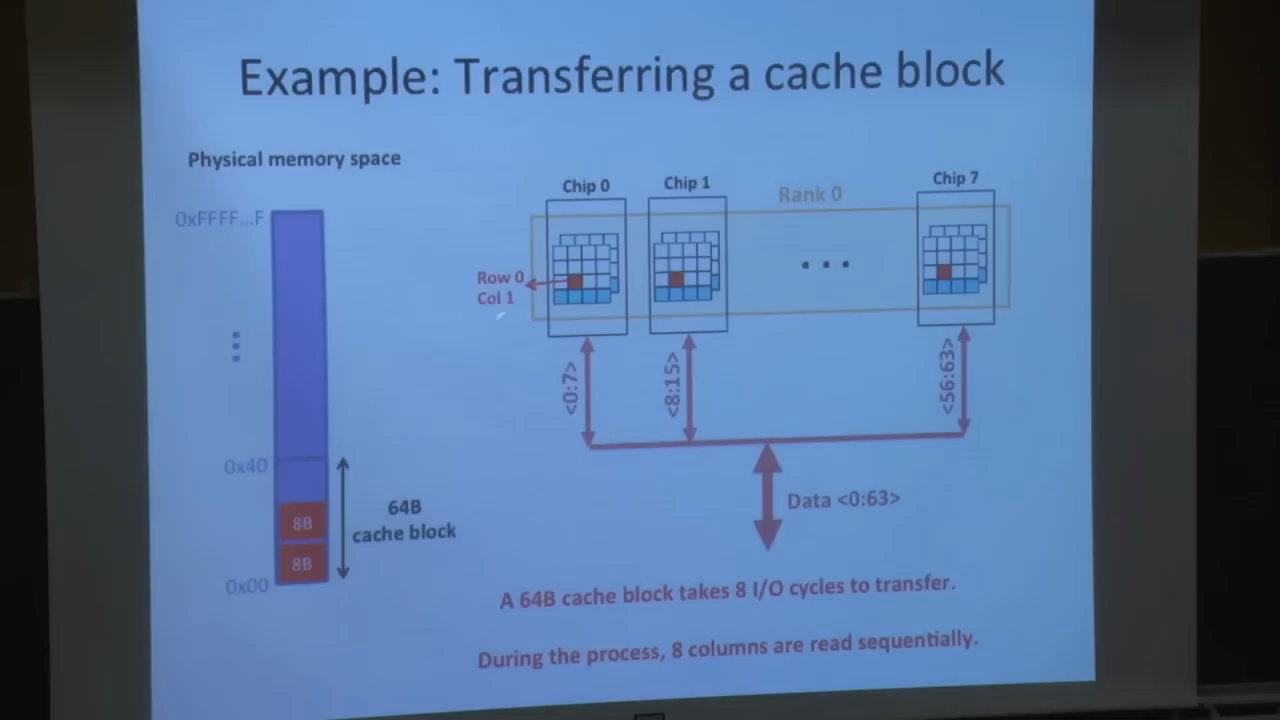 Example: Transferring a cache block
Physical memory space
0xFFFF...F
0x40
8B
8B
0x00
64B
cache block
Chip 0
Chip 1
Rank 0
Chip 7
Row 0
Col 1
. . .
<0:7>
<8:15>
<56:63>
Data <0:63>
A 64B cache block takes 8 I/O cycles to transfer.
During the process, 8 columns are read sequentially.